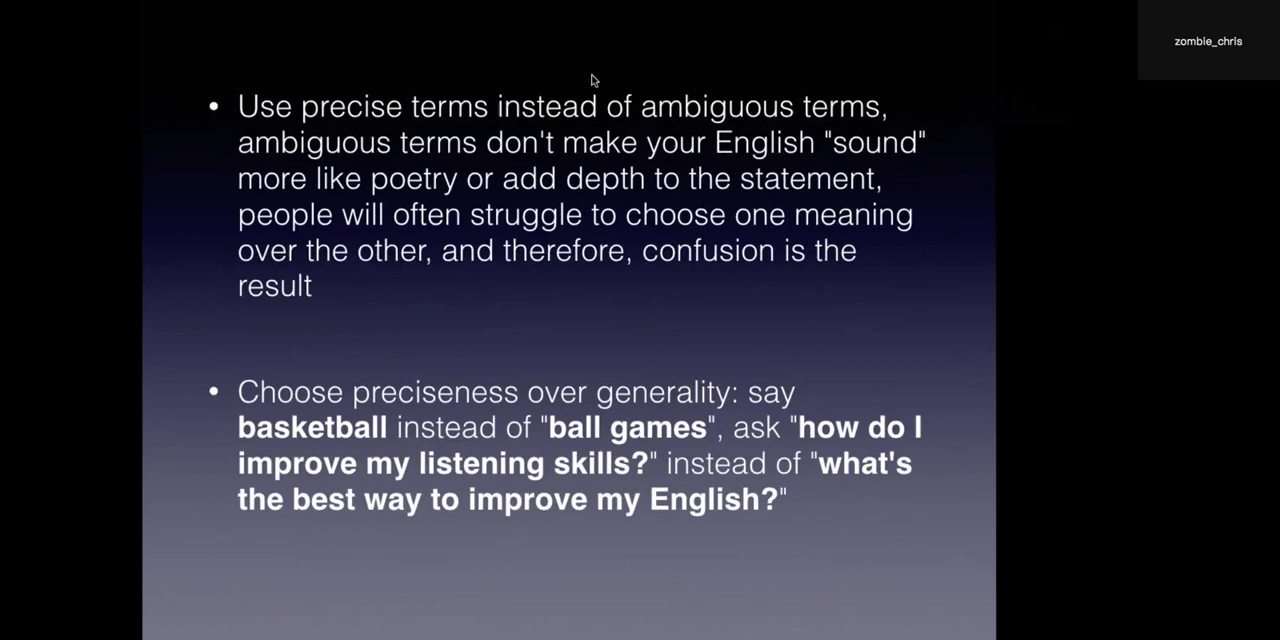 zombie_chris
• Use precise terms instead of ambiguous terms,
ambiguous terms don't make your English "sound"
more like poetry or add depth to the statement,
people will often struggle to choose one meaning
over the other, and therefore, confusion is the
result
• Choose preciseness over generality: say
basketball instead of "ball games", ask "how do I
improve my listening skills?" instead of "what's
the best way to improve my English?"